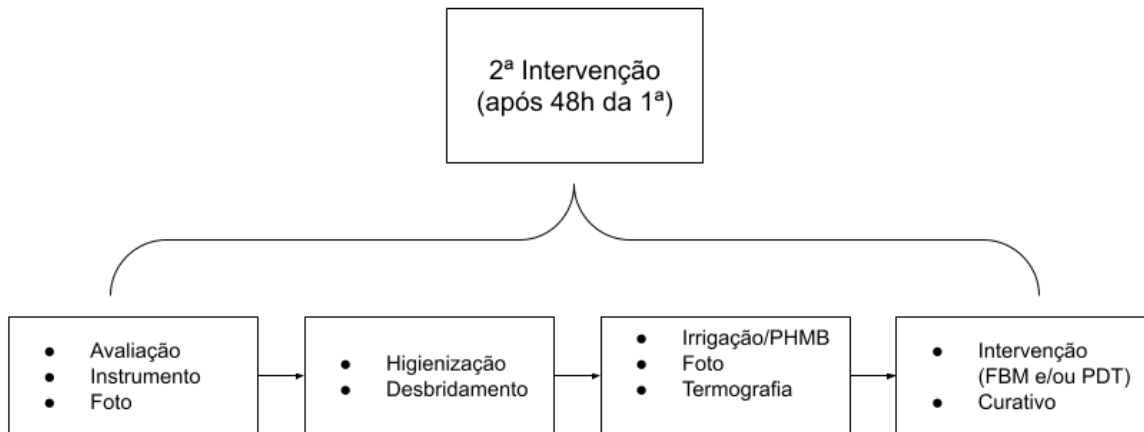 2ª Intervenção
(após 48h da 1ª)
● Avaliação
● Instrumento
● Foto
● Higienização
● Desbridamento
● Irrigação/PHMB
● Foto
● Termografia
● Intervenção
(FBM e/ou PDT)
● Curativo